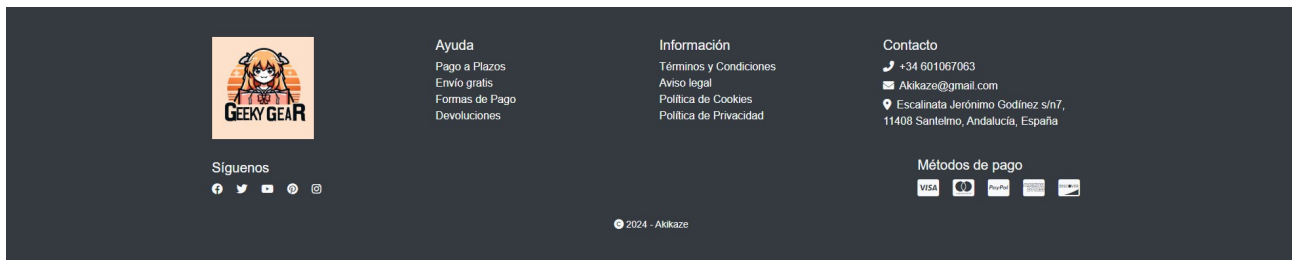 GEEKY GEAR
Síguenos
Ayuda
Pago a Plazos
Envío gratis
Formas de Pago
Devoluciones
Información
Términos y Condiciones
Aviso legal
Política de Cookies
Política de Privacidad
Contacto
+34 601067063
Akikaze@gmail.com
Escalinata Jerónimo Godínez s/n7,
11408 Santelmo, Andalucía, España
Métodos de pago
VISA PayPal DISCOVER
© 2024 - Akikaze